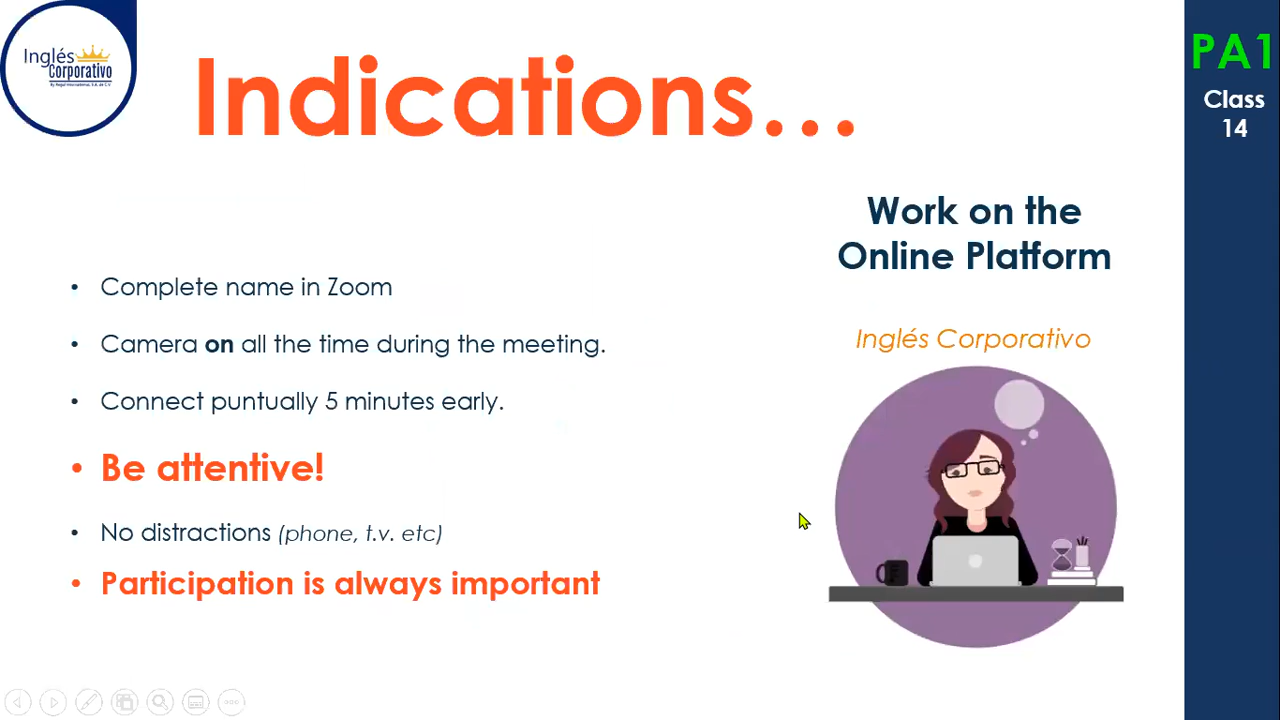 Inglés
Corporativo
By Regal International, S.A. de C.V.
Indications…
PA1
Class
14
Work on the
Online Platform
Inglés Corporativo
• Complete name in Zoom
• Camera on all the time during the meeting.
• Connect puntually 5 minutes early.
• Be attentive!
• No distractions (phone, t.v. etc)
• Participation is always important